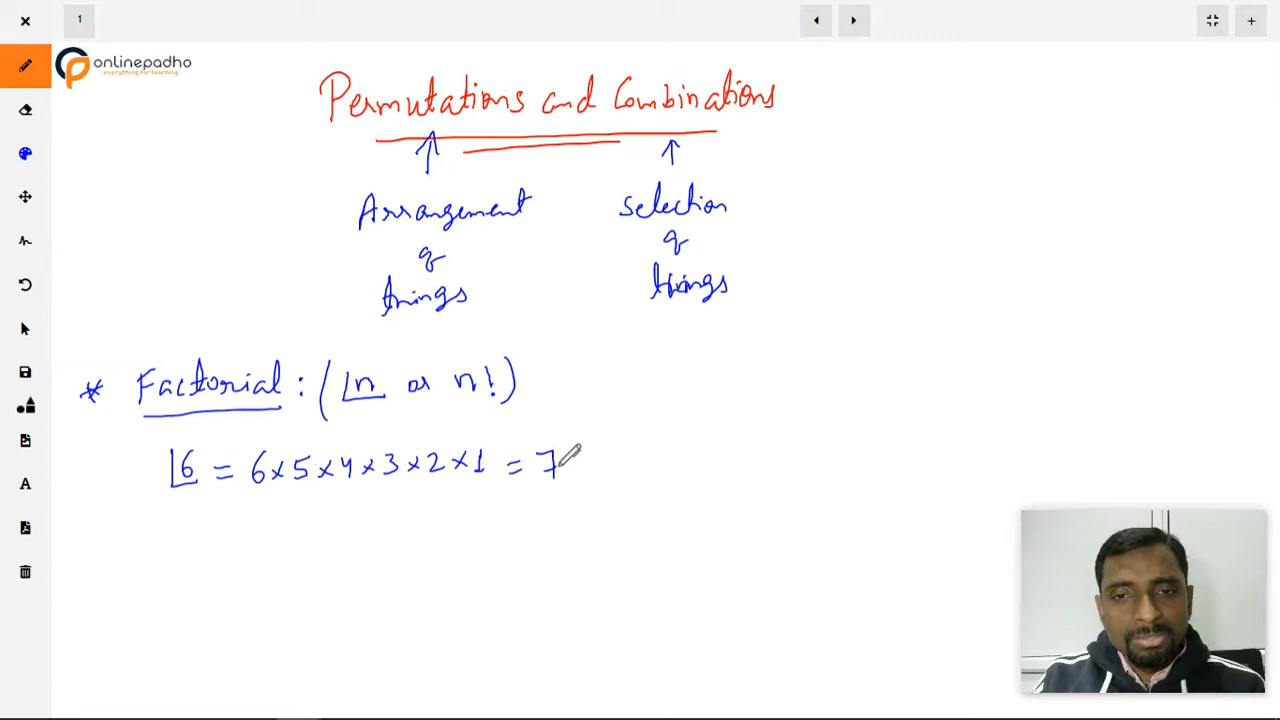 1
onlinepadho
everything for learning
Permutations and Combinations
Arrangement
of
things
Selection
of
things
* Factorial : (⌊n or n!)
⌊6 = 6×5×4×3×2×1 = 7
A